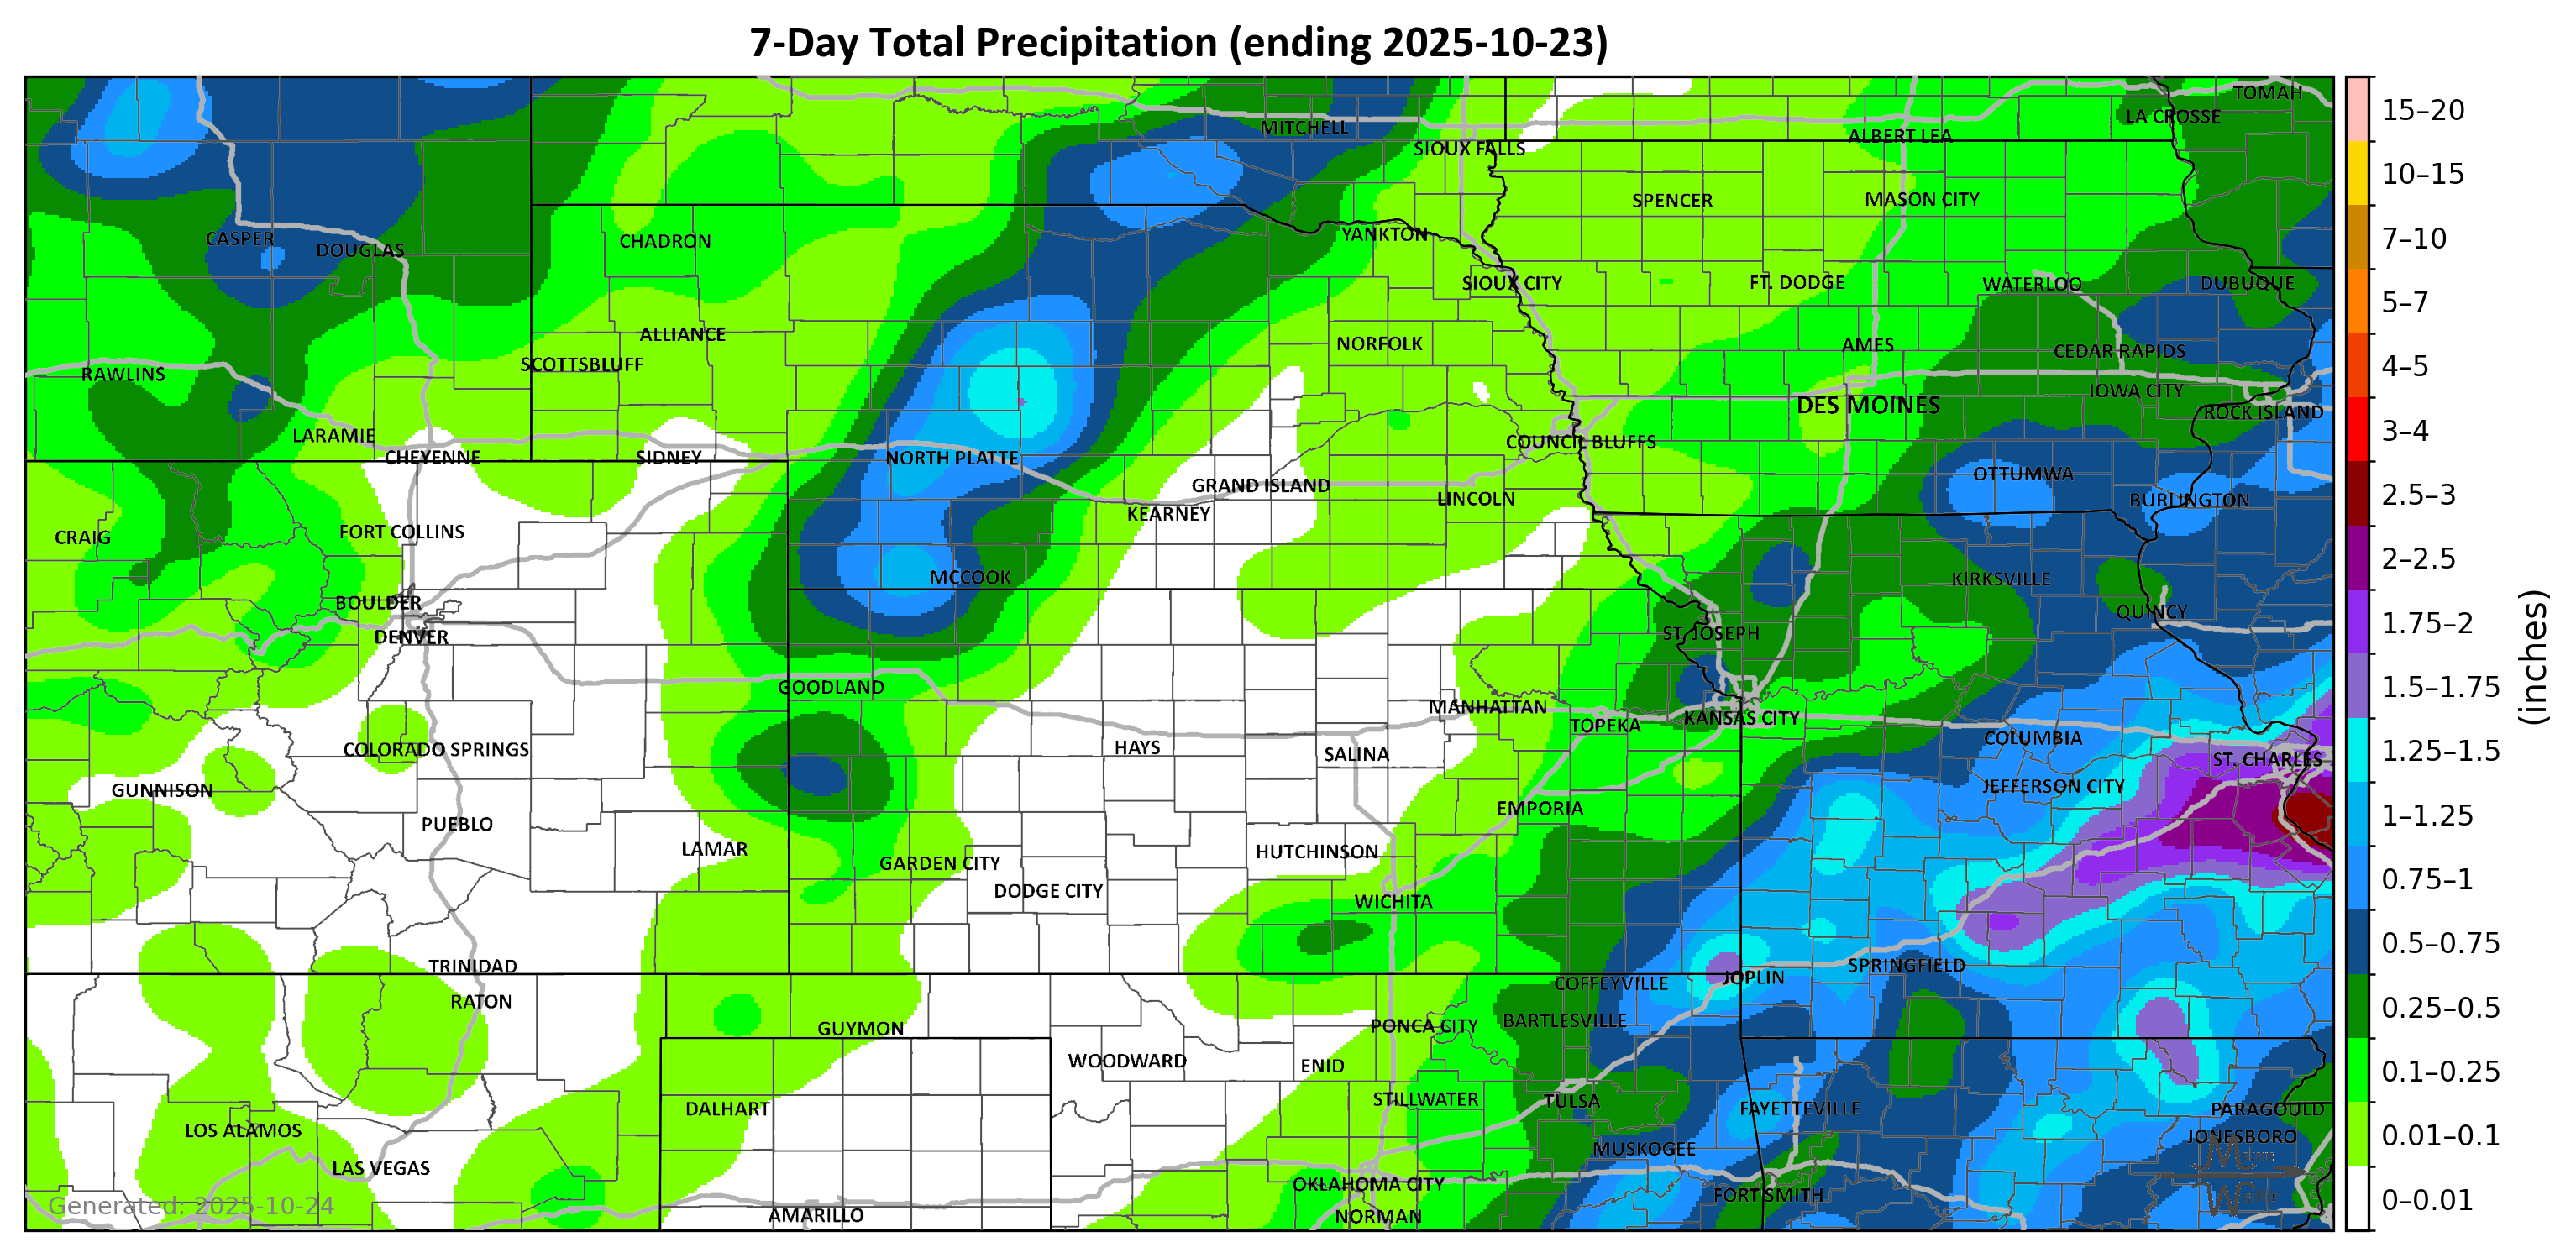 7-Day Total Precipitation (ending 2025-10-23)
TOMAH
LA CROSSE
MITCHELL
ALBERT LEA
SIOUX FALLS
SPENCER
MASON CITY
YANKTON
CASPER
CHADRON
DOUGLAS
SIOUX CITY
FT. DODGE
WATERLOO
DUBUQUE
ALLIANCE
NORFOLK
AMES
CEDAR RAPIDS
SCOTTSBLUFF
RAWLINS
IOWA CITY
DES MOINES
ROCK ISLAND
LARAMIE
COUNCIL BLUFFS
CHEYENNE
SIDNEY
NORTH PLATTE
OTTUMWA
GRAND ISLAND
LINCOLN
BURLINGTON
KEARNEY
FORT COLLINS
CRAIG
MCCOOK
KIRKSVILLE
BOULDER
QUINCY
DENVER
ST. JOSEPH
GOODLAND
MANHATTAN
TOPEKA
KANSAS CITY
COLUMBIA
COLORADO SPRINGS
HAYS
SALINA
ST. CHARLES
GUNNISON
JEFFERSON CITY
EMPORIA
PUEBLO
LAMAR
HUTCHINSON
GARDEN CITY
DODGE CITY
WICHITA
TRINIDAD
SPRINGFIELD
JOPLIN
COFFEYVILLE
RATON
BARTLESVILLE
PONCA CITY
GUYMON
WOODWARD
ENID
STILLWATER
TULSA
DALHART
FAYETTEVILLE
PARAGOULD
LOS ALAMOS
JONESBORO
MUSKOGEE
LAS VEGAS
OKLAHOMA CITY
FORT SMITH
AMARILLO
NORMAN
Generated: 2025-10-24
15–20
10–15
7–10
5–7
4–5
3–4
2.5–3
2–2.5
1.75–2
1.5–1.75
1.25–1.5
1–1.25
0.75–1
0.5–0.75
0.25–0.5
0.1–0.25
0.01–0.1
0–0.01
(inches)